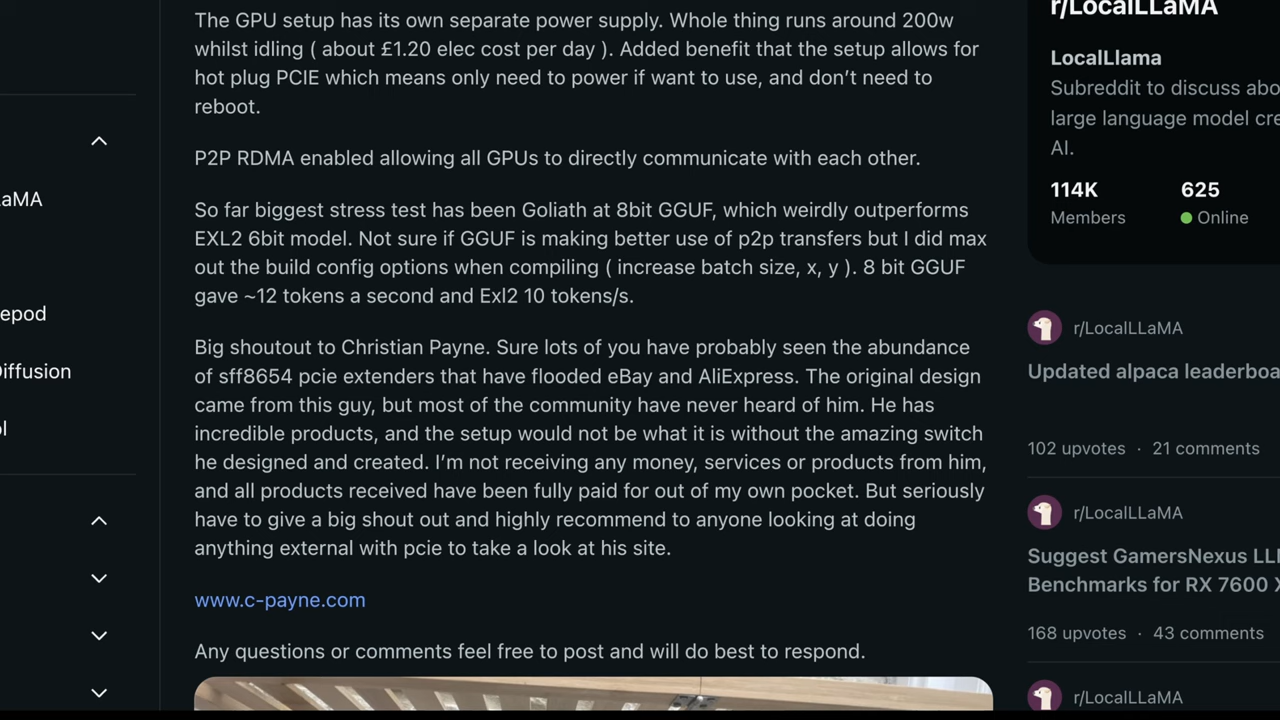 The GPU setup has its own separate power supply. Whole thing runs around 200w
whilst idling ( about £1.20 elec cost per day ). Added benefit that the setup allows for
hot plug PCIE which means only need to power if want to use, and don’t need to
reboot.
P2P RDMA enabled allowing all GPUs to directly communicate with each other.
So far biggest stress test has been Goliath at 8bit GGUF, which weirdly outperforms
EXL2 6bit model. Not sure if GGUF is making better use of p2p transfers but I did max
out the build config options when compiling ( increase batch size, x, y ). 8 bit GGUF
gave ~12 tokens a second and Exl2 10 tokens/s.
Big shoutout to Christian Payne. Sure lots of you have probably seen the abundance
of sff8654 pcie extenders that have flooded eBay and AliExpress. The original design
came from this guy, but most of the community have never heard of him. He has
incredible products, and the setup would not be what it is without the amazing switch
he designed and created. I’m not receiving any money, services or products from him,
and all products received have been fully paid for out of my own pocket. But seriously
have to give a big shout out and highly recommend to anyone looking at doing
anything external with pcie to take a look at his site.
www.c-payne.com
Any questions or comments feel free to post and will do best to respond.
aMA
epod
iffusion
r/LocalLLaMA
LocalLlama
Subreddit to discuss abo
large language model cre
AI.
114K 625
Members Online
r/LocalLLaMA
Updated alpaca leaderboa
102 upvotes · 21 comments
r/LocalLLaMA
Suggest GamersNexus LL
Benchmarks for RX 7600 X
168 upvotes · 43 comments
r/LocalLLaMA